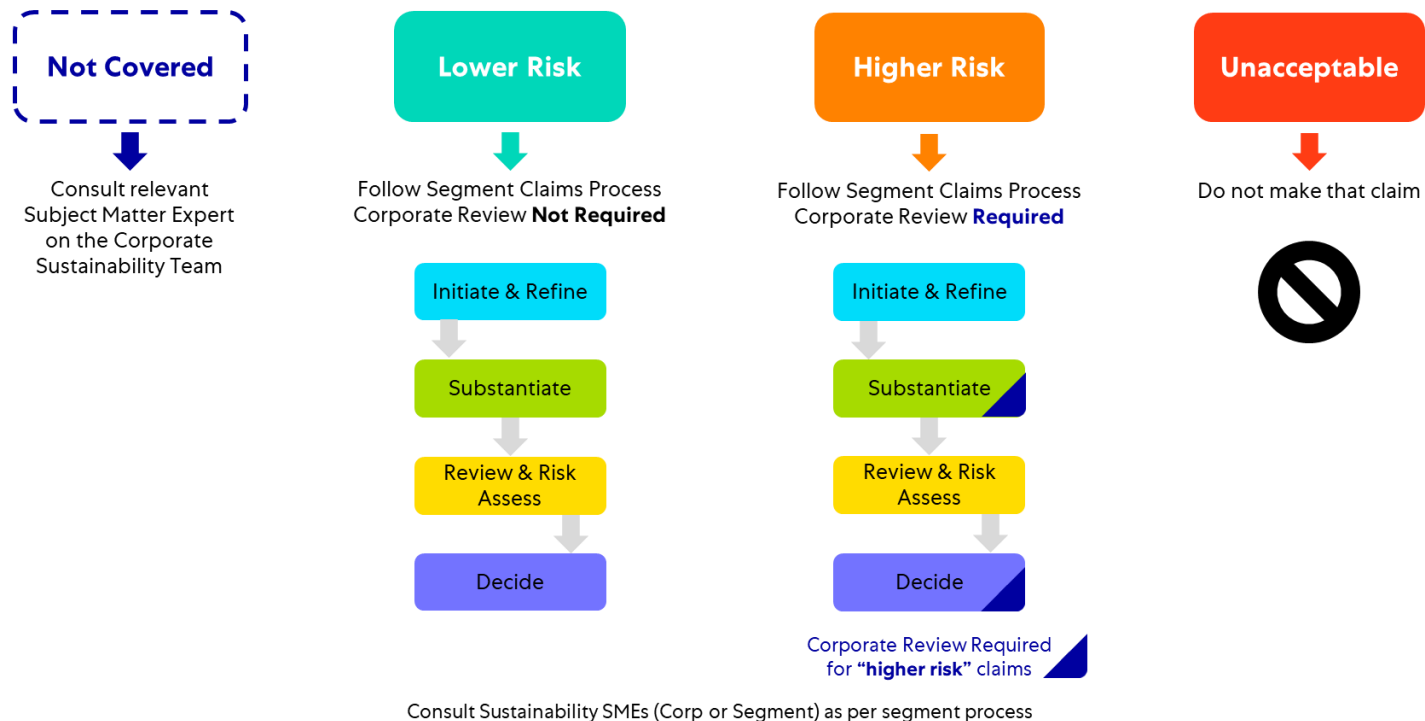 Not Covered
Consult relevant
Subject Matter Expert
on the Corporate
Sustainability Team
Lower Risk
Follow Segment Claims Process
Corporate Review Not Required
Initiate & Refine
Substantiate
Review & Risk
Assess
Decide
Higher Risk
Follow Segment Claims Process
Corporate Review Required
Initiate & Refine
Substantiate
Review & Risk
Assess
Decide
Corporate Review Required
for “higher risk” claims
Unacceptable
Do not make that claim
Consult Sustainability SMEs (Corp or Segment) as per segment process